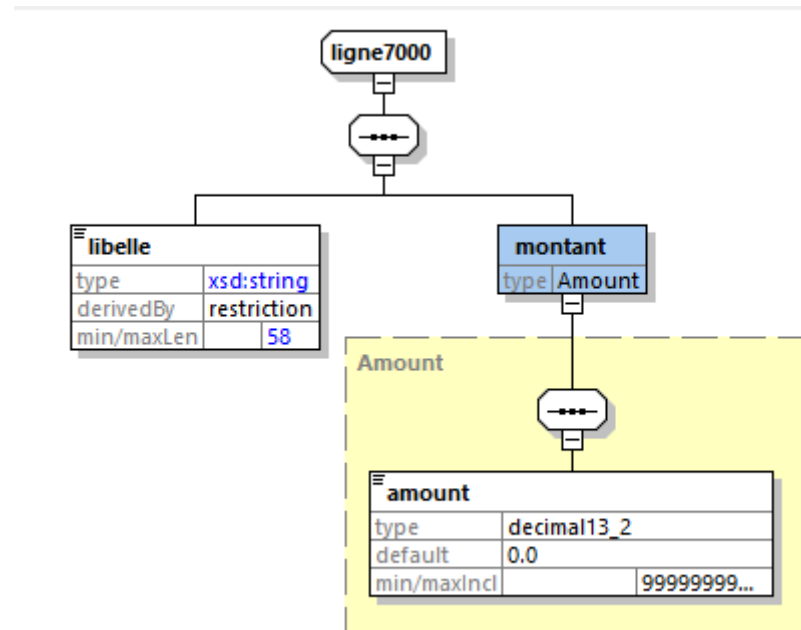 ligne7000
libelle
type xsd:string
derivedBy restriction
min/maxLen 58
montant
type Amount
Amount
amount
type decimal13_2
default 0.0
min/maxIncl 99999999...